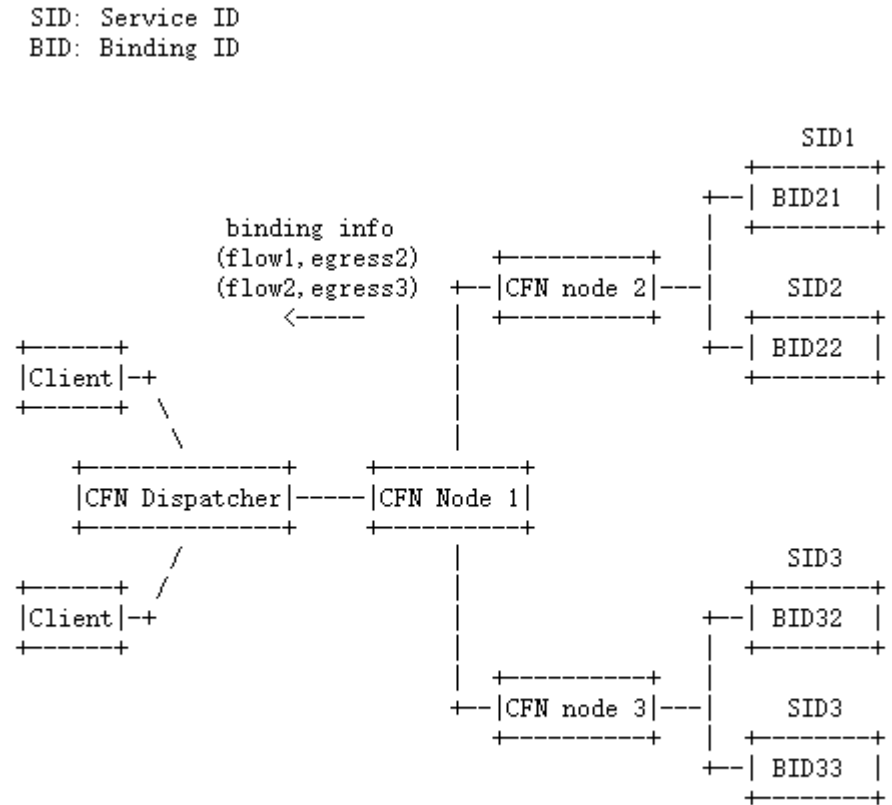 SID: Service ID
BID: Binding ID
SID1
BID21
binding info
(flow1,egress2)
(flow2,egress3)
CFN node 2
SID2
<-----
BID22
Client
CFN Dispatcher
CFN Node 1
SID3
Client
BID32
CFN node 3
SID3
BID33